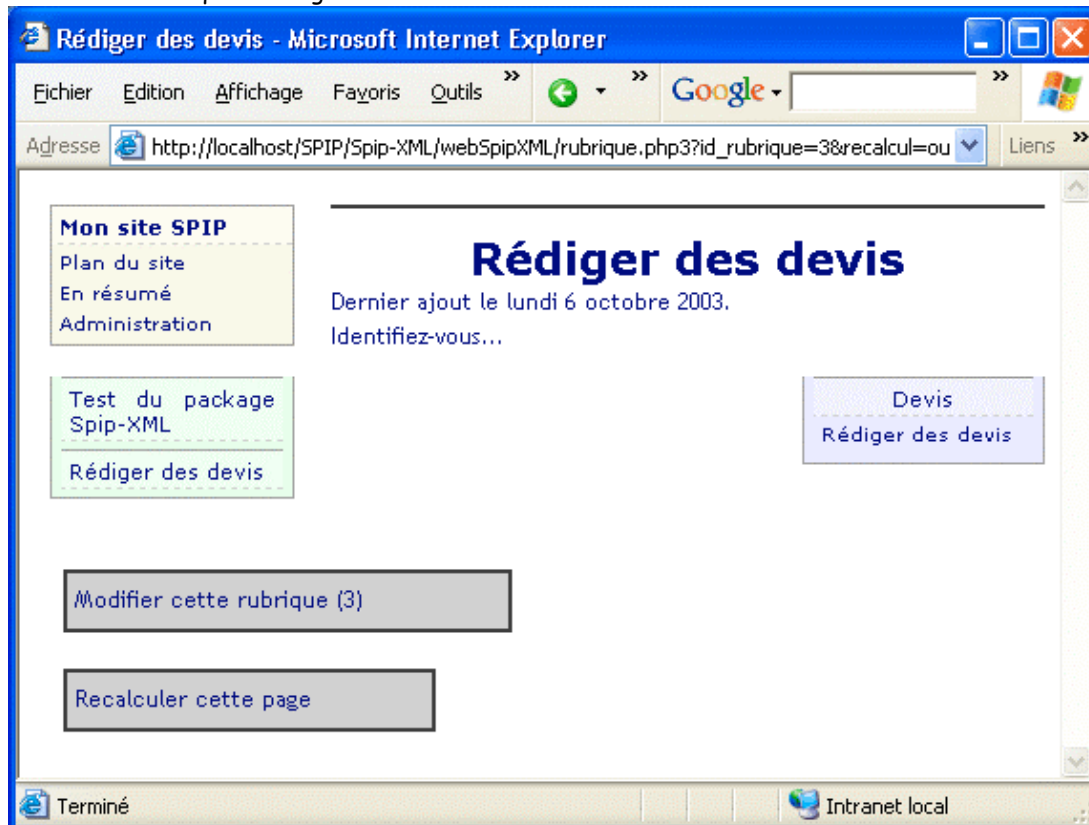 Rédiger des devis - Microsoft Internet Explorer
Fichier Edition Affichage Favoris Outils » » Google »
Adresse http://localhost/SPIP/Spip-XML/webSpipXML/rubrique.php3?id_rubrique=3&recalcul=ou Liens »
Mon site SPIP
Plan du site
En résumé
Administration
Rédiger des devis
Dernier ajout le lundi 6 octobre 2003.
Identifiez-vous...
Test du package
Spip-XML
Rédiger des devis
Devis
Rédiger des devis
Modifier cette rubrique (3)
Recalculer cette page
Terminé Intranet local